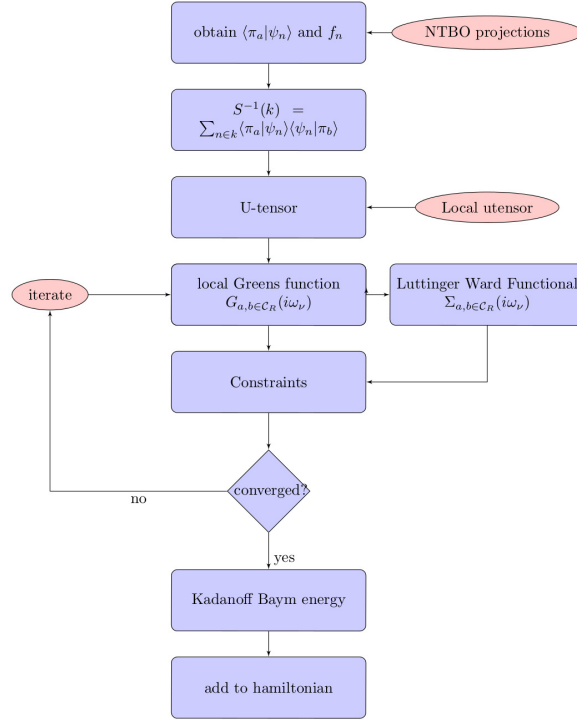 obtain ⟨π_a|ψ_n⟩ and f_n
NTBO projections
S^{-1}(k) =
∑_{n∈k}⟨π_a|ψ_n⟩⟨ψ_n|π_b⟩
U-tensor
Local utensor
iterate
local Greens function
G_{a,b∈𝒞_R}(iω_ν)
Luttinger Ward Functional
Σ_{a,b∈𝒞_R}(iω_ν)
Constraints
converged?
no
yes
Kadanoff Baym energy
add to hamiltonian